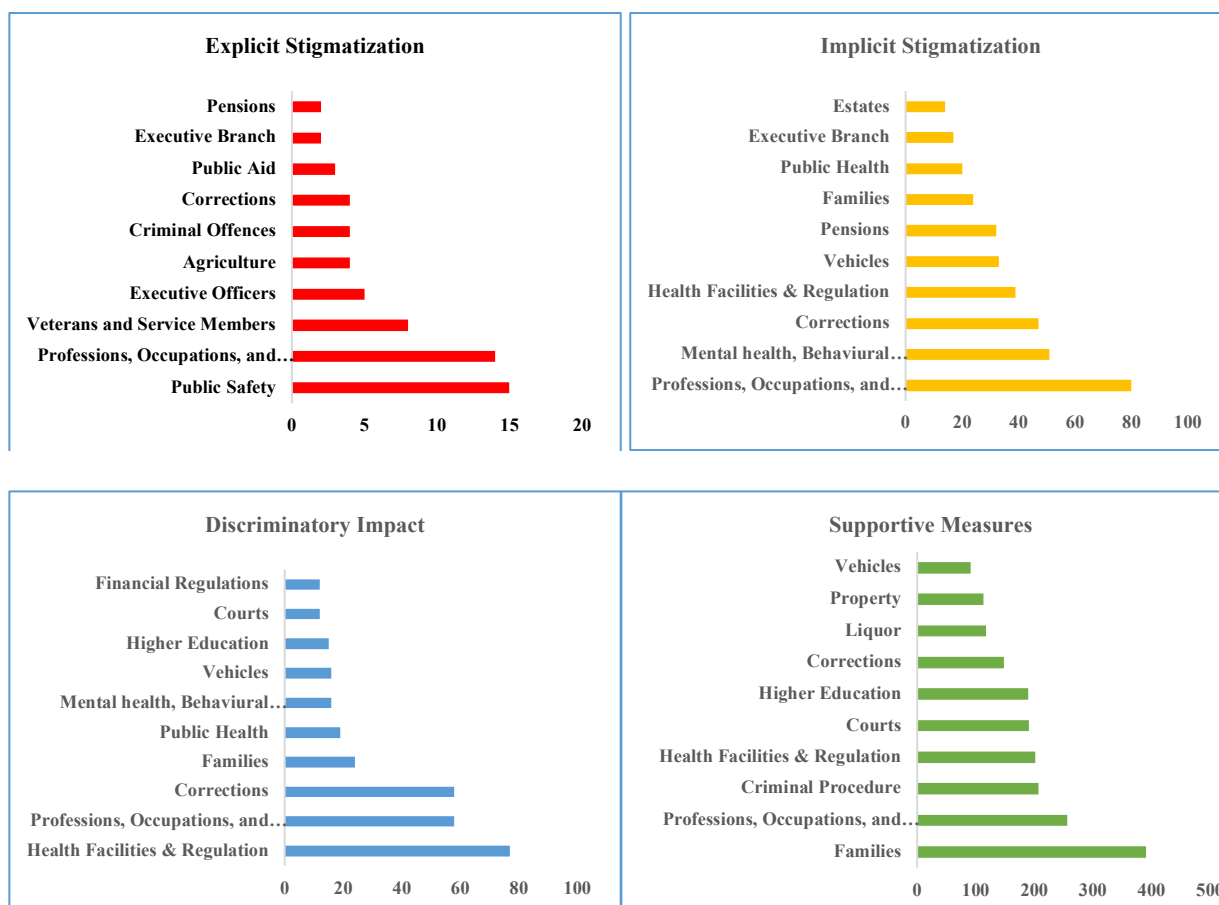 Explicit Stigmatization
Pensions
Executive Branch
Public Aid
Corrections
Criminal Offences
Agriculture
Executive Officers
Veterans and Service Members
Professions, Occupations, and…
Public Safety
0 5 10 15 20
Implicit Stigmatization
Estates
Executive Branch
Public Health
Families
Pensions
Vehicles
Health Facilities & Regulation
Corrections
Mental health, Behaviural…
Professions, Occupations, and…
0 20 40 60 80 100
Discriminatory Impact
Financial Regulations
Courts
Higher Education
Vehicles
Mental health, Behaviural…
Public Health
Families
Corrections
Professions, Occupations, and…
Health Facilities & Regulation
0 20 40 60 80 100
Supportive Measures
Vehicles
Property
Liquor
Corrections
Higher Education
Courts
Health Facilities & Regulation
Criminal Procedure
Professions, Occupations, and…
Families
0 100 200 300 400 500